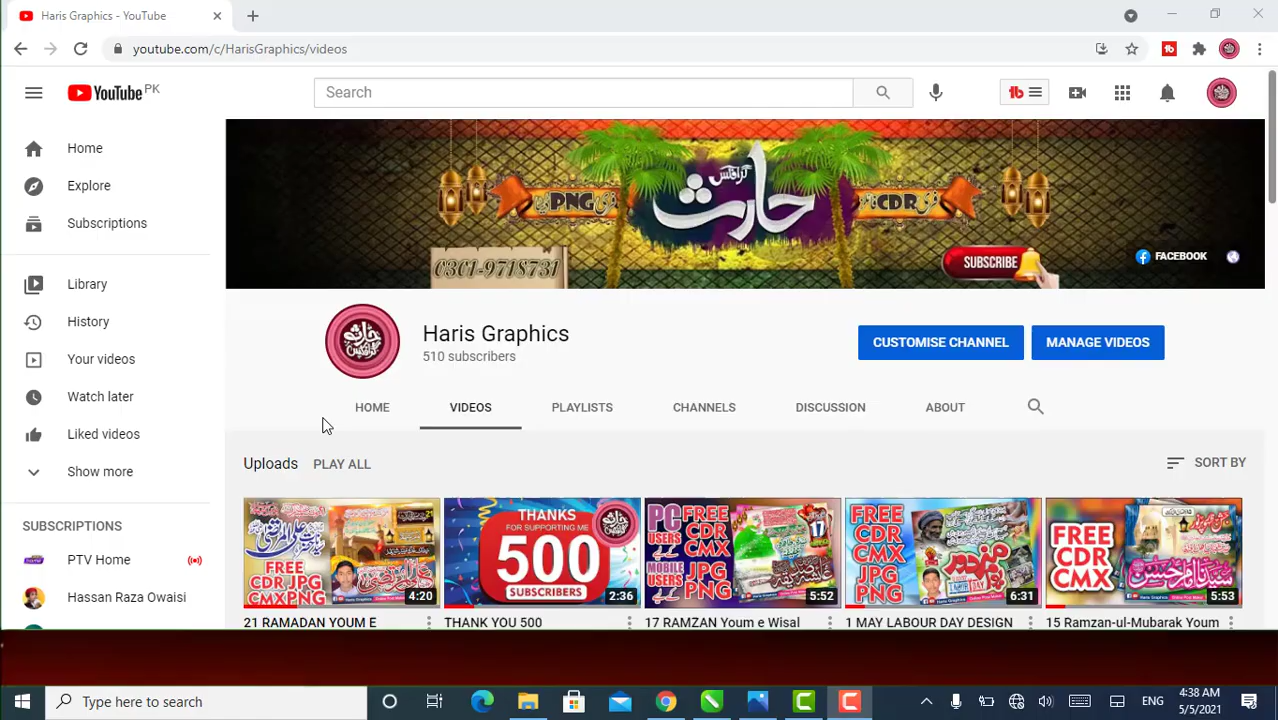 Haris Graphics - YouTube
youtube.com/c/HarisGraphics/videos
YouTube PK
Search
Home
Explore
Subscriptions
Library
History
Your videos
Watch later
Liked videos
Show more
SUBSCRIPTIONS
PTV Home
Hassan Raza Owaisi
فری PNG
حارث گرافکس
فری CDR
0301-9718731
SUBSCRIBE
FACEBOOK
Haris Graphics
510 subscribers
CUSTOMISE CHANNEL
MANAGE VIDEOS
HOME
VIDEOS
PLAYLISTS
CHANNELS
DISCUSSION
ABOUT
Uploads
PLAY ALL
SORT BY
FREE
CDR JPG
CMX PNG
4:20
21 RAMADAN YOUM E
THANKS
FOR SUPPORTING ME
500
SUBSCRIBERS
2:36
THANK YOU 500
PC
USERS
FREE
CDR
CMX
MOBILE
USERS
JPG
PNG
17
5:52
17 RAMZAN Youm e Wisal
FREE
CDR
CMX
JPG
PNG
6:31
1 MAY LABOUR DAY DESIGN
FREE
CDR
CMX
5:53
15 Ramzan-ul-Mubarak Youm
Type here to search
ENG
4:38 AM
5/5/2021